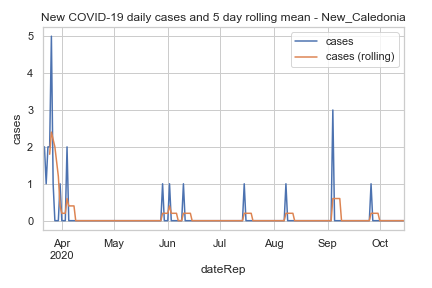 New COVID-19 daily cases and 5 day rolling mean - New_Caledonia
cases
cases (rolling)
5
4
3
2
1
0
cases
Apr May Jun Jul Aug Sep Oct
2020
dateRep